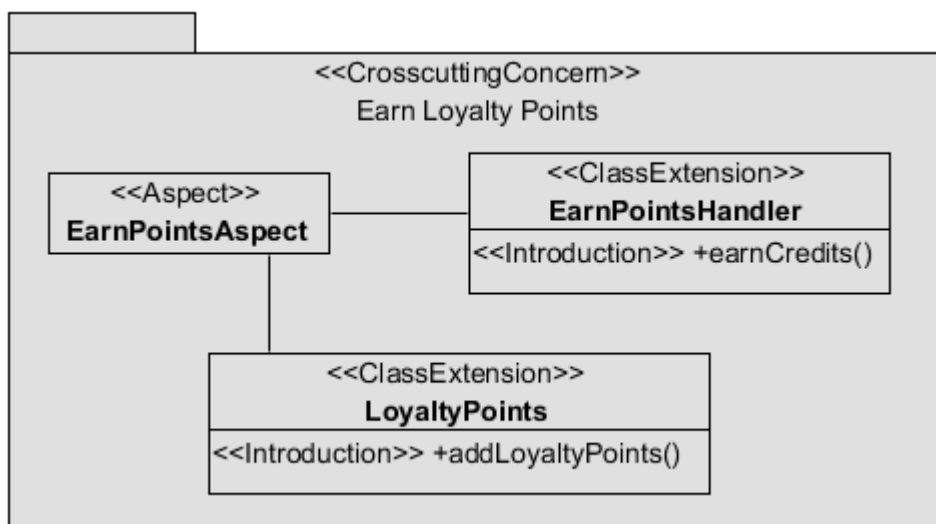 <<CrosscuttingConcern>>
Earn Loyalty Points
<<Aspect>>
EarnPointsAspect
<<ClassExtension>>
EarnPointsHandler
<<Introduction>> +earnCredits()
<<ClassExtension>>
LoyaltyPoints
<<Introduction>> +addLoyaltyPoints()